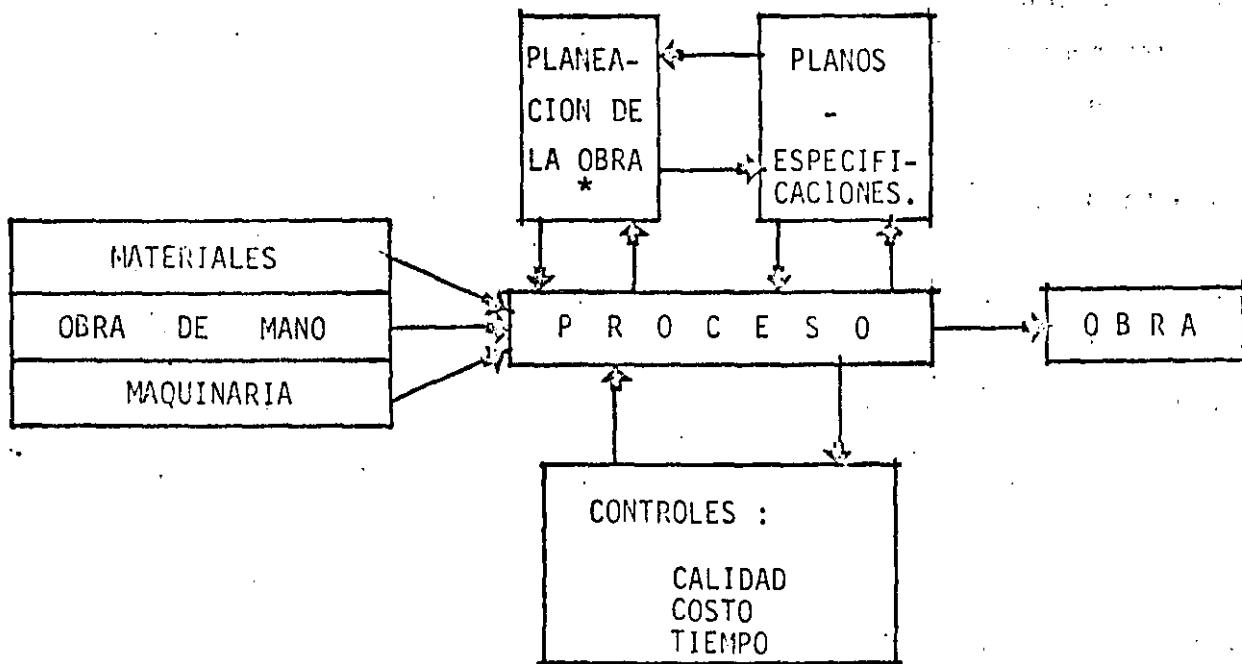 PLANEA-
CION DE
LA OBRA
*
PLANOS
-
ESPECIFI-
CACIONES.
MATERIALES
OBRA DE MANO
MAQUINARIA
P R O C E S O
O B R A
CONTROLES :
CALIDAD
COSTO
TIEMPO